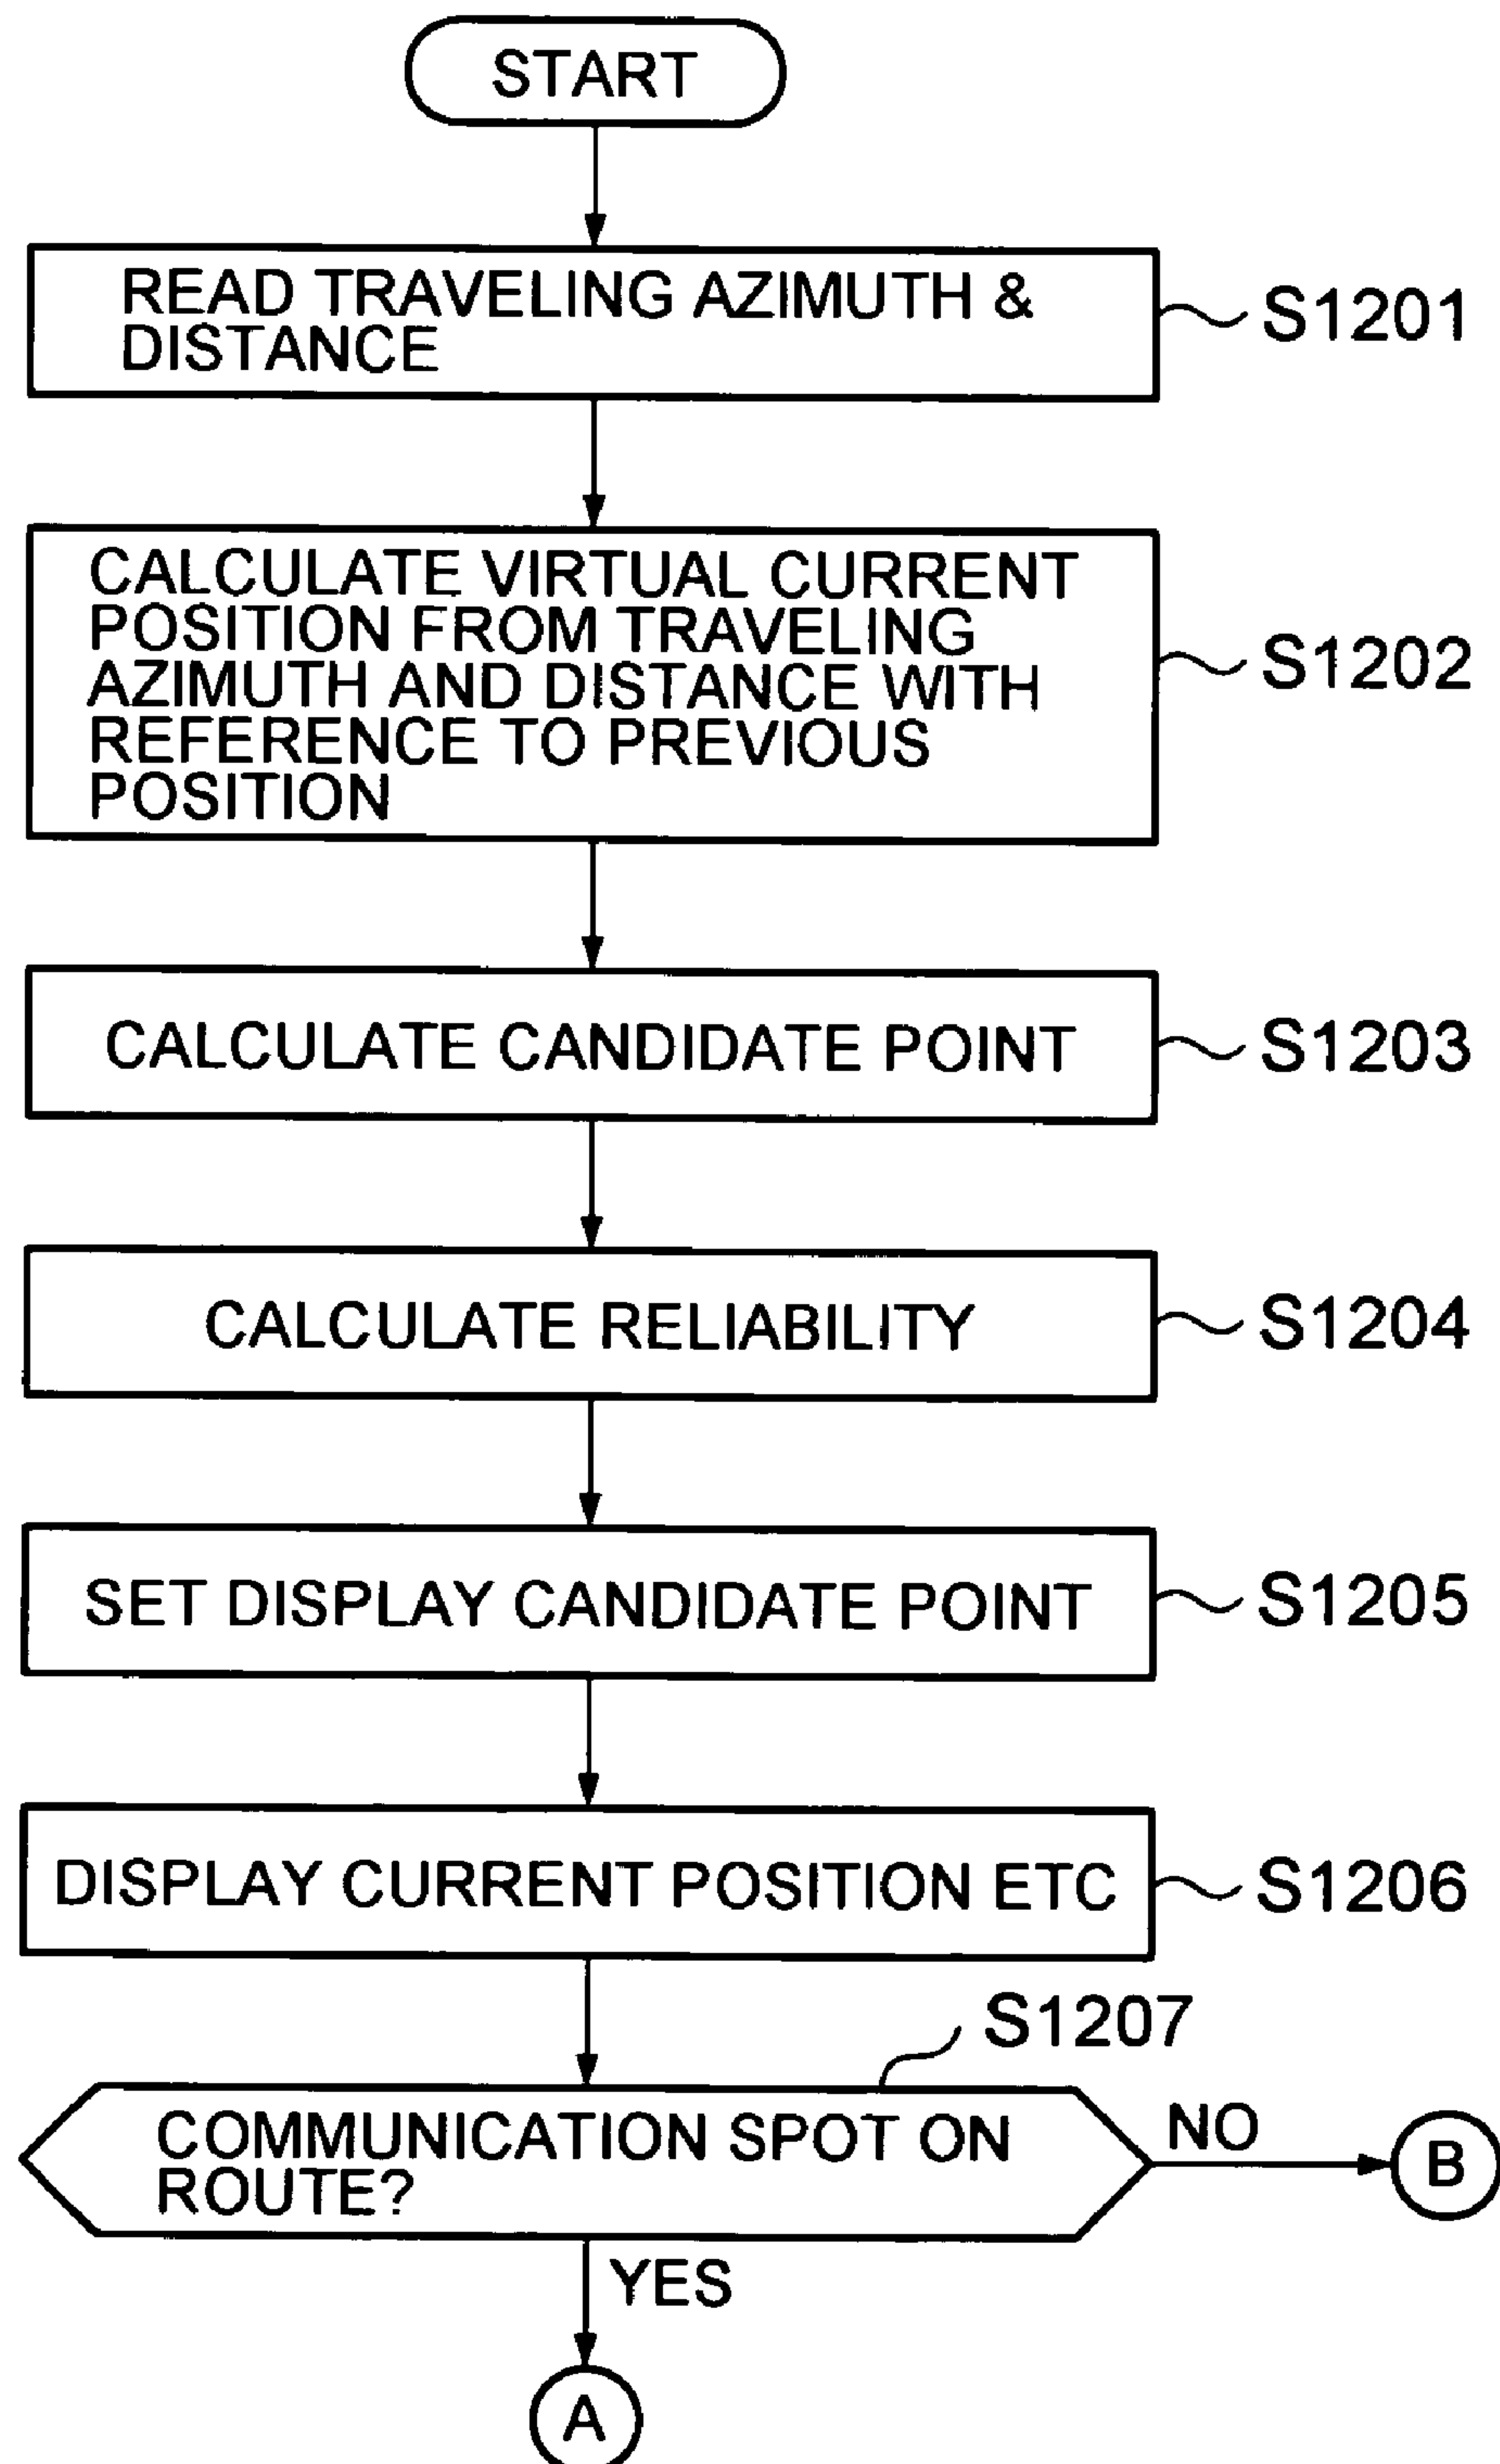 START
READ TRAVELING AZIMUTH &
DISTANCE
S1201
CALCULATE VIRTUAL CURRENT
POSITION FROM TRAVELING
AZIMUTH AND DISTANCE WITH
REFERENCE TO PREVIOUS
POSITION
S1202
CALCULATE CANDIDATE POINT
S1203
CALCULATE RELIABILITY
S1204
SET DISPLAY CANDIDATE POINT
S1205
DISPLAY CURRENT POSITION ETC
S1206
S1207
COMMUNICATION SPOT ON
ROUTE?
NO
B
YES
A